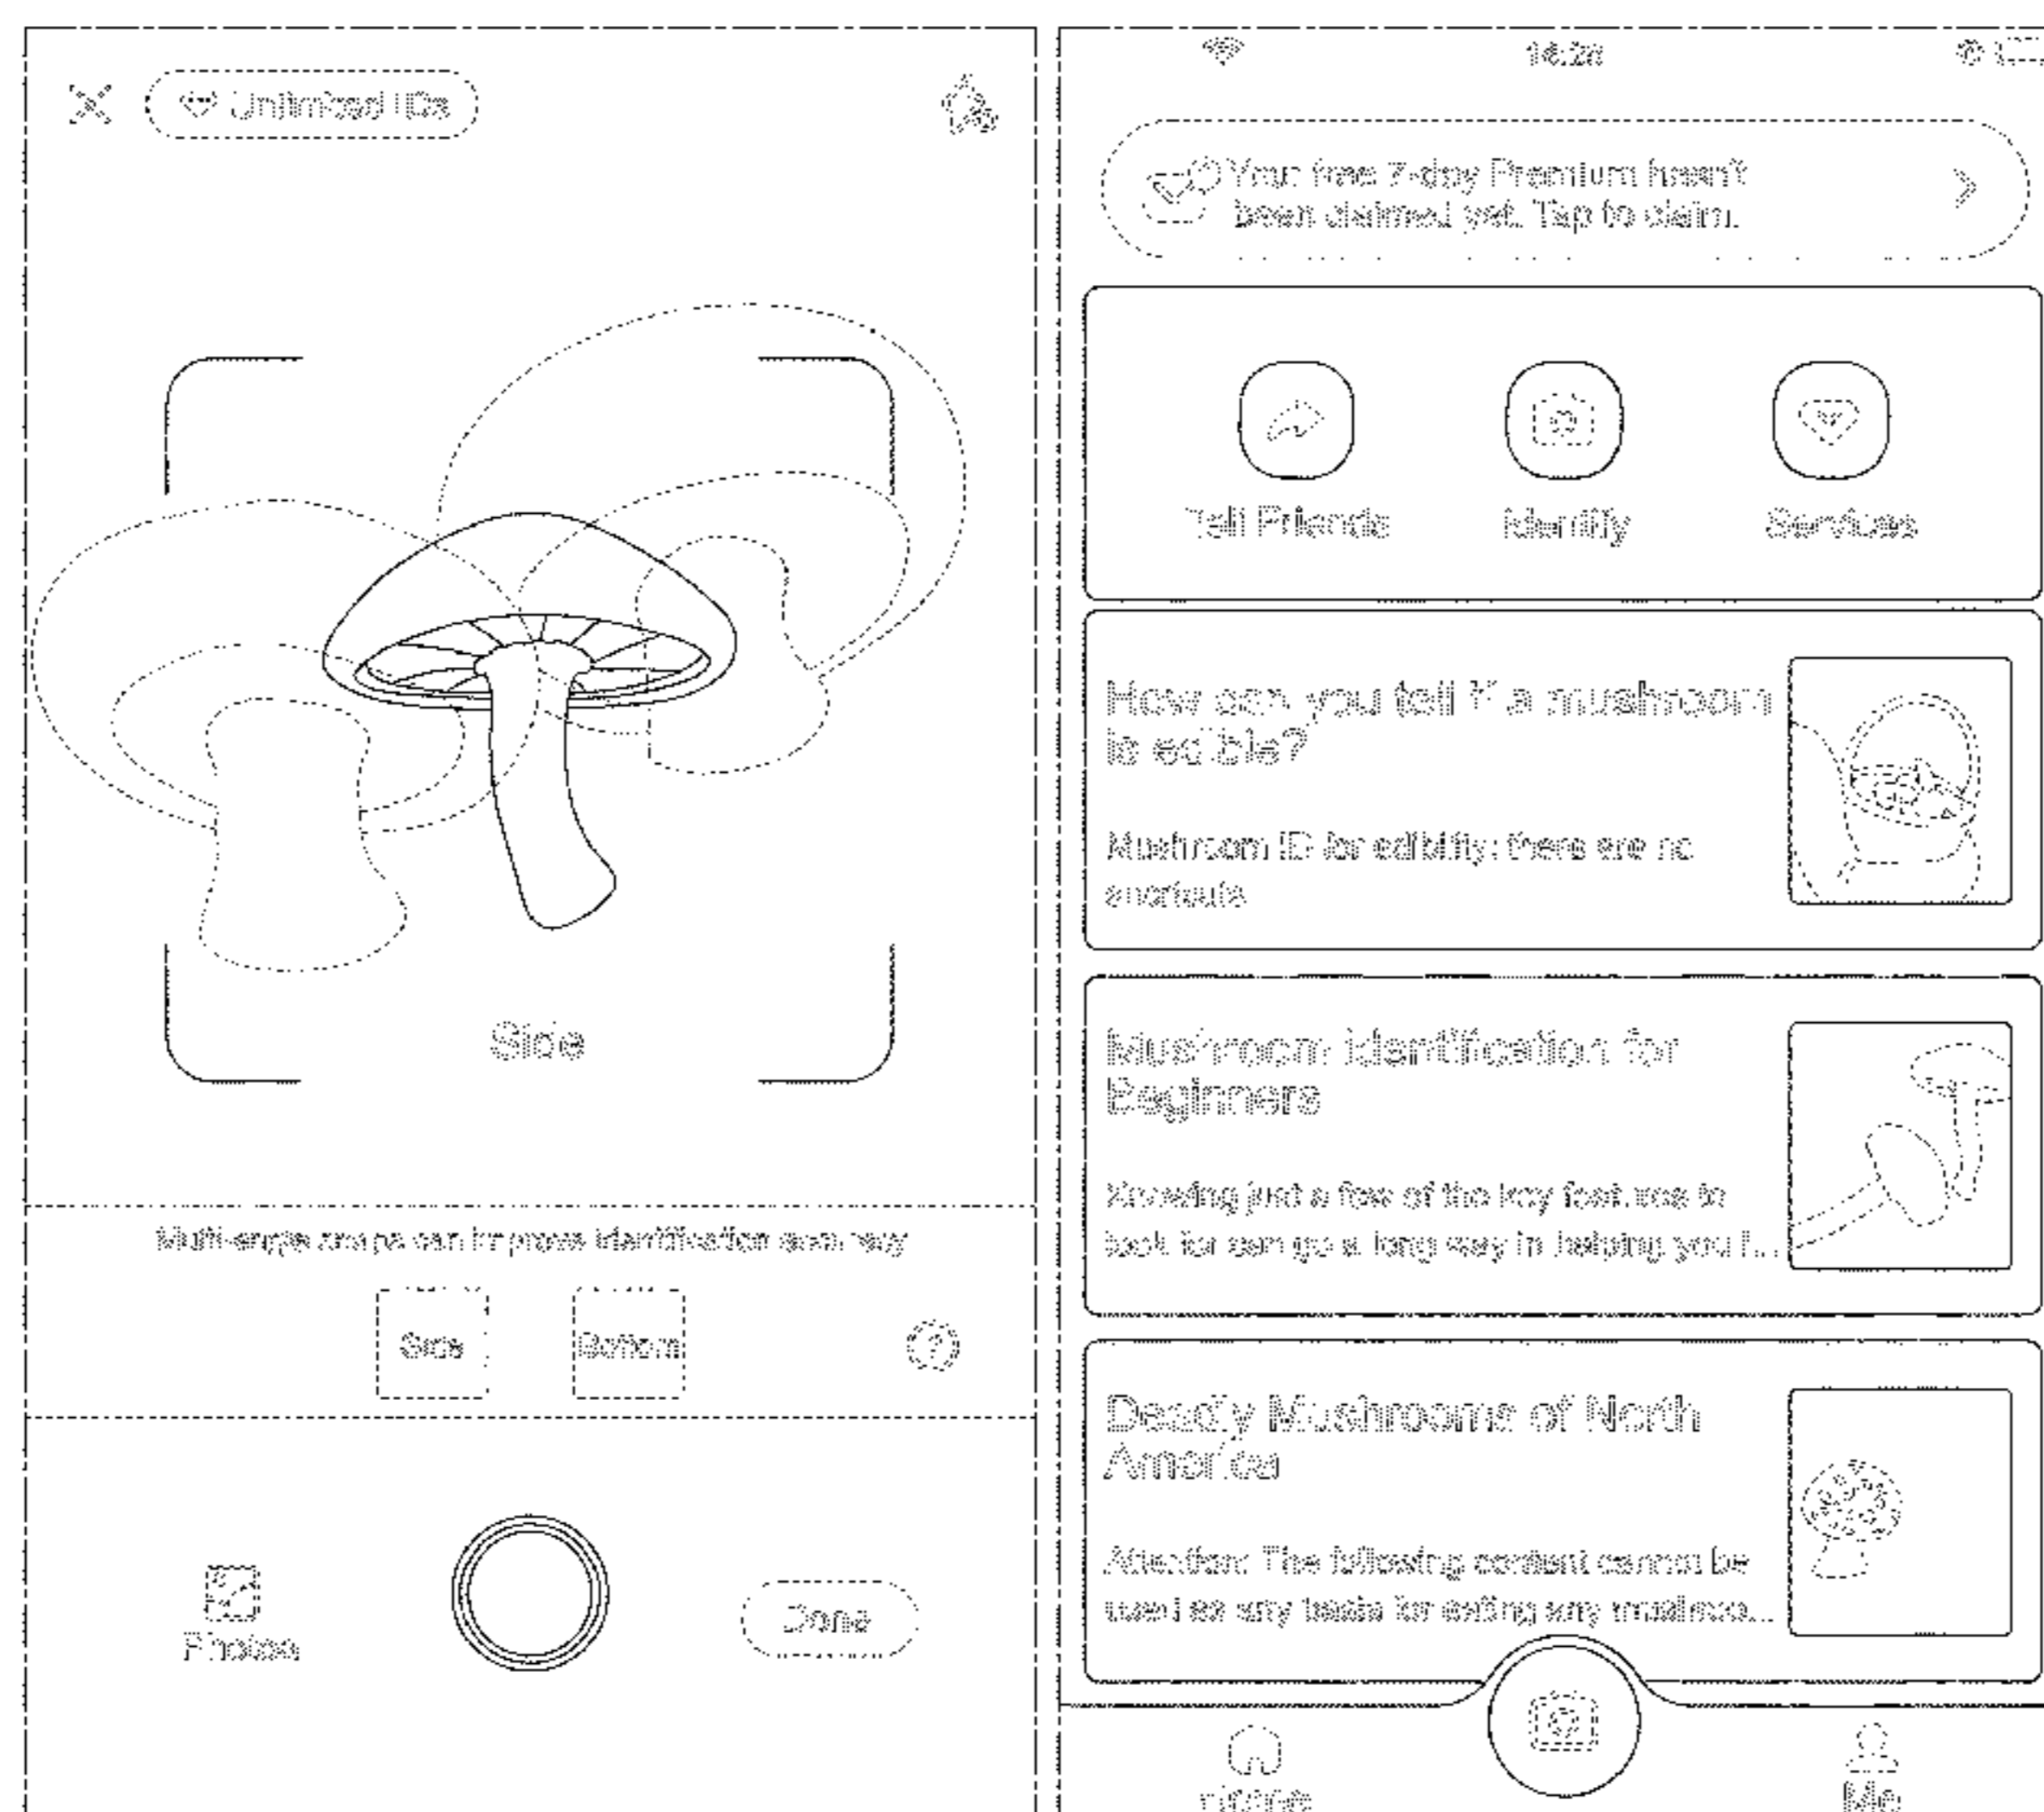 Unlimited IDs
Side
Multi-angle snaps can improve identification accuracy
Side
Bottom
Photos
Done
14:28
Your free 7-day Premium hasn't
been claimed yet. Tap to claim.
Tell Friends
Identify
Services
How can you tell if a mushroom
is edible?
Mushroom ID for edibility: there are no
shortcuts
Mushroom identification for
Beginners
Knowing just a few of the key features to
look for can go a long way in helping you l...
Deadly Mushrooms of North
America
Attention: The following content cannot be
used as any basis for eating any mushroo...
Home
Me